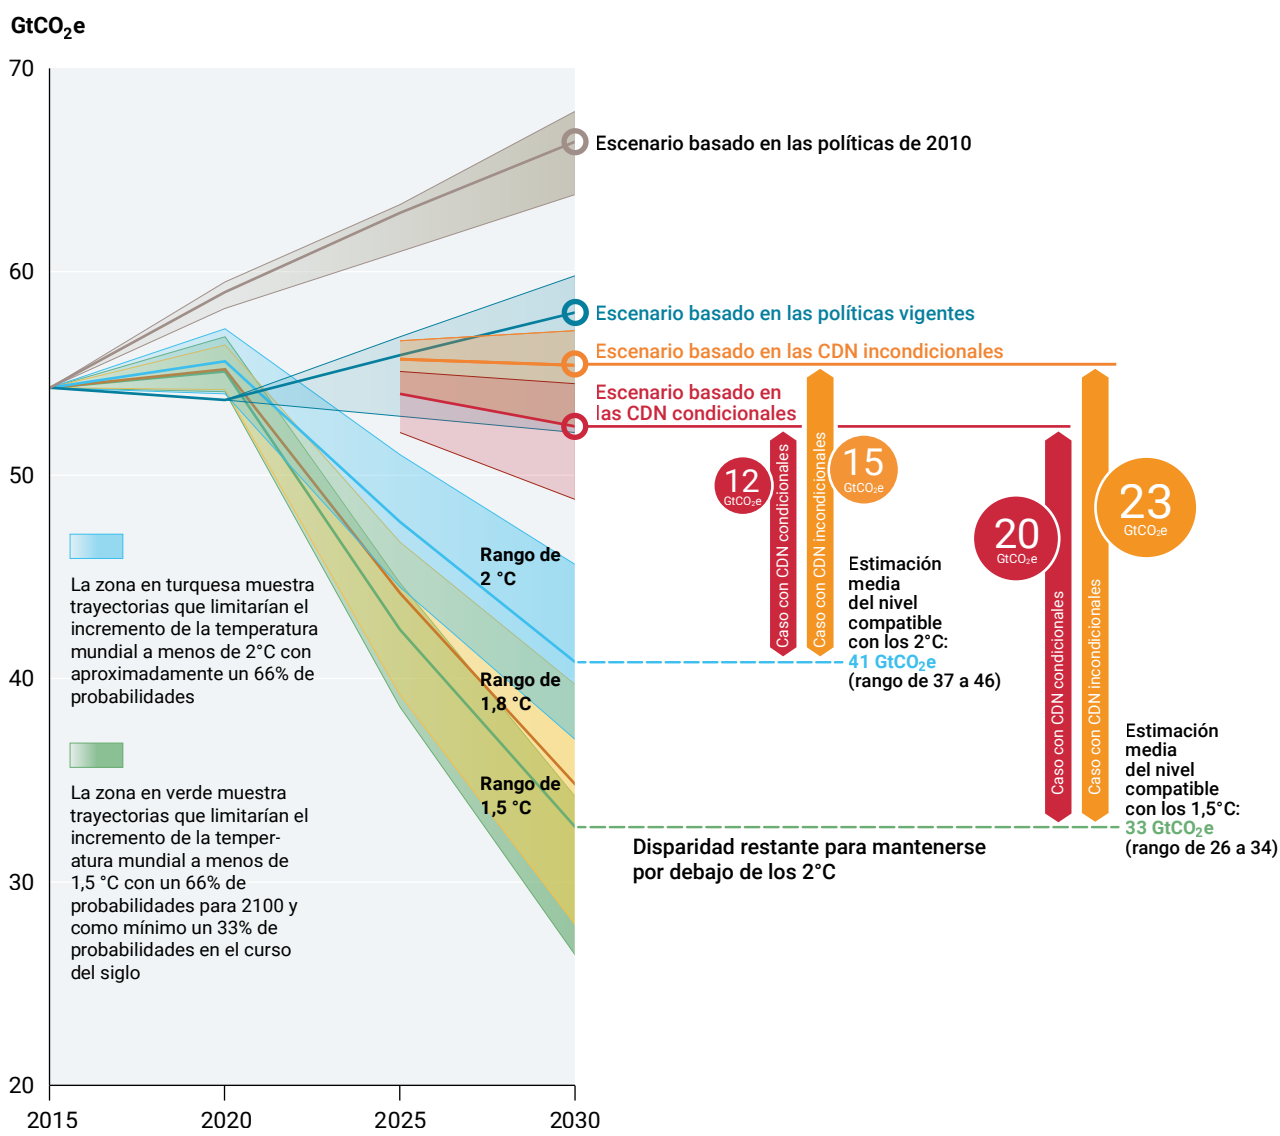 GtCO₂e
70
60
50
40
30
20
2015
2020
2025
2030
Escenario basado en las políticas de 2010
Escenario basado en las políticas vigentes
Escenario basado en las CDN incondicionales
Escenario basado en
las CDN condicionales
Rango de
2 °C
Rango de
1,8 °C
Rango de
1,5 °C
La zona en turquesa muestra
trayectorias que limitarían el
incremento de la temperatura
mundial a menos de 2°C con
aproximadamente un 66% de
probabilidades
La zona en verde muestra
trayectorias que limitarían el
incremento de la temper-
atura mundial a menos de
1,5 °C con un 66% de
probabilidades para 2100 y
como mínimo un 33% de
probabilidades en el curso
del siglo
12
GtCO₂e
Caso con CDN condicionales
Caso con CDN incondicionales
15
GtCO₂e
Estimación
media
del nivel
compatible
con los 2°C:
41 GtCO₂e
(rango de 37 a 46)
20
GtCO₂e
Caso con CDN condicionales
Caso con CDN incondicionales
23
GtCO₂e
Estimación
media
del nivel
compatible
con los 1,5°C:
33 GtCO₂e
(rango de 26 a 34)
Disparidad restante para mantenerse
por debajo de los 2°C